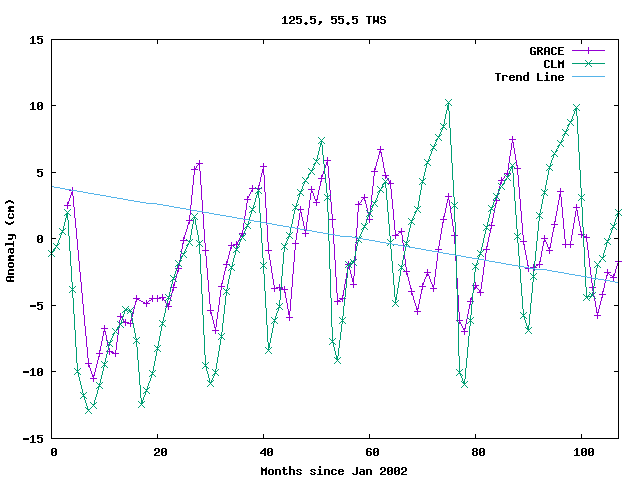 125.5, 55.5 TWS
GRACE
CLM
Trend Line
15
10
5
0
-5
-10
-15
Anomaly (cm)
0 20 40 60 80 100
Months since Jan 2002